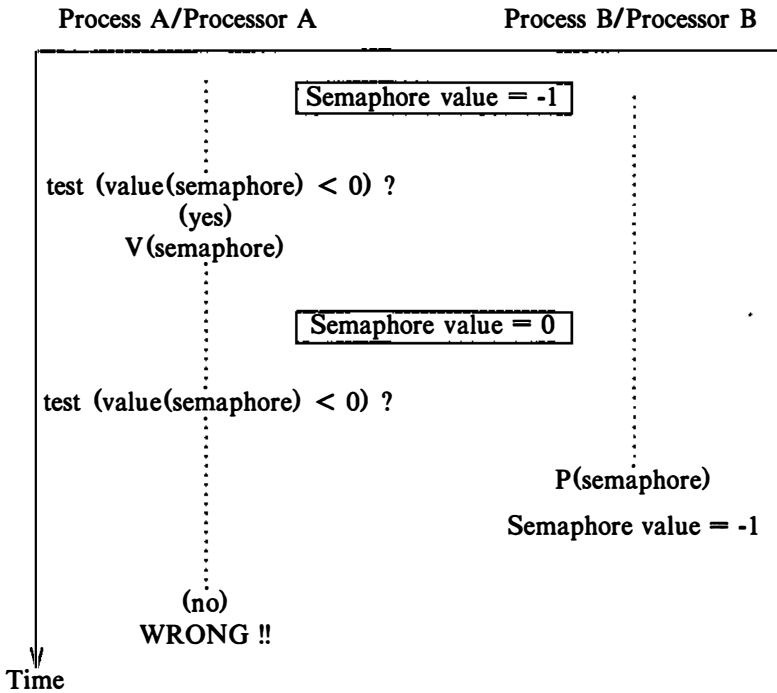 Process A/Processor A
Process B/Processor B
Semaphore value = -1
test (value(semaphore) < 0) ?
(yes)
V(semaphore)
Semaphore value = 0
test (value(semaphore) < 0) ?
P(semaphore)
Semaphore value = -1
(no)
WRONG !!
Time